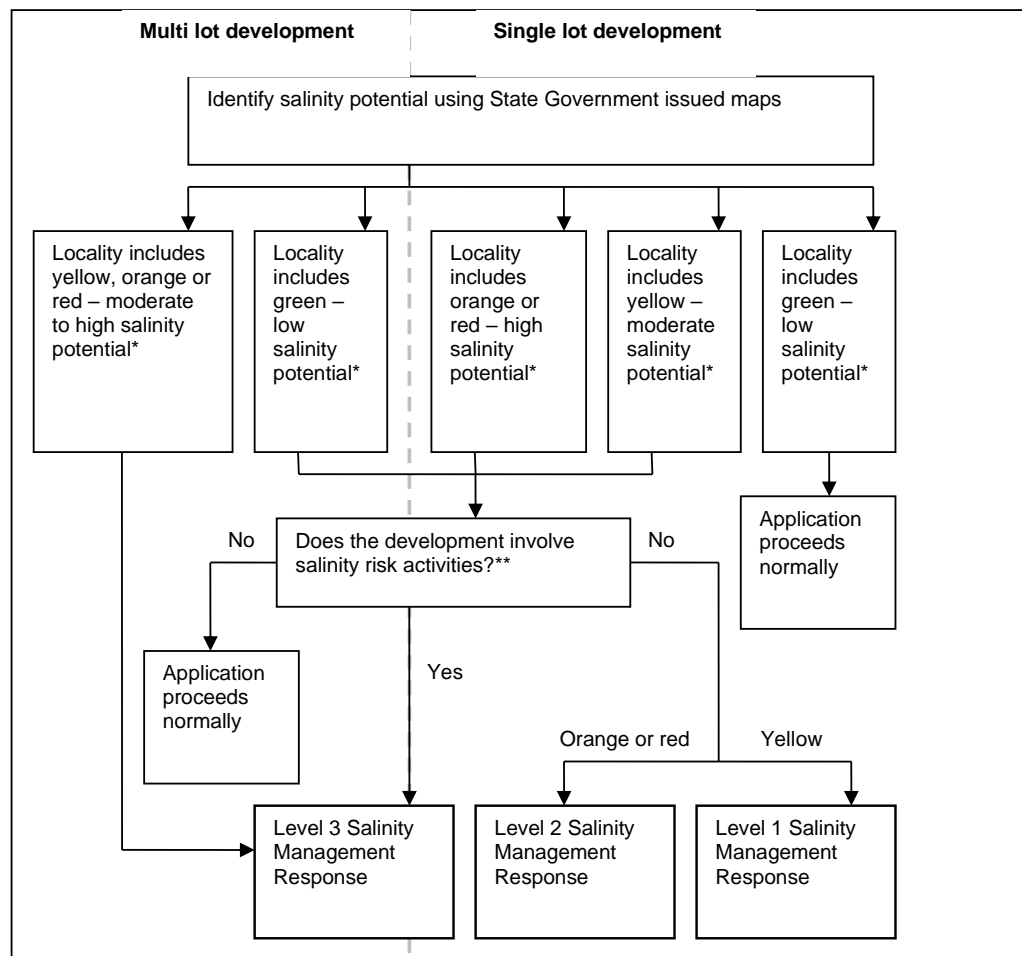 Multi lot development
Single lot development
Identify salinity potential using State Government issued maps
Locality includes
yellow, orange or
red – moderate
to high salinity
potential*
Locality
includes
green –
low
salinity
potential*
Locality
includes
orange or
red – high
salinity
potential*
Locality
includes
yellow –
moderate
salinity
potential*
Locality
includes
green –
low
salinity
potential*
No
Does the development involve
salinity risk activities?**
No
Application
proceeds
normally
Application
proceeds
normally
Yes
Orange or red
Yellow
Level 3 Salinity
Management
Response
Level 2 Salinity
Management
Response
Level 1 Salinity
Management
Response